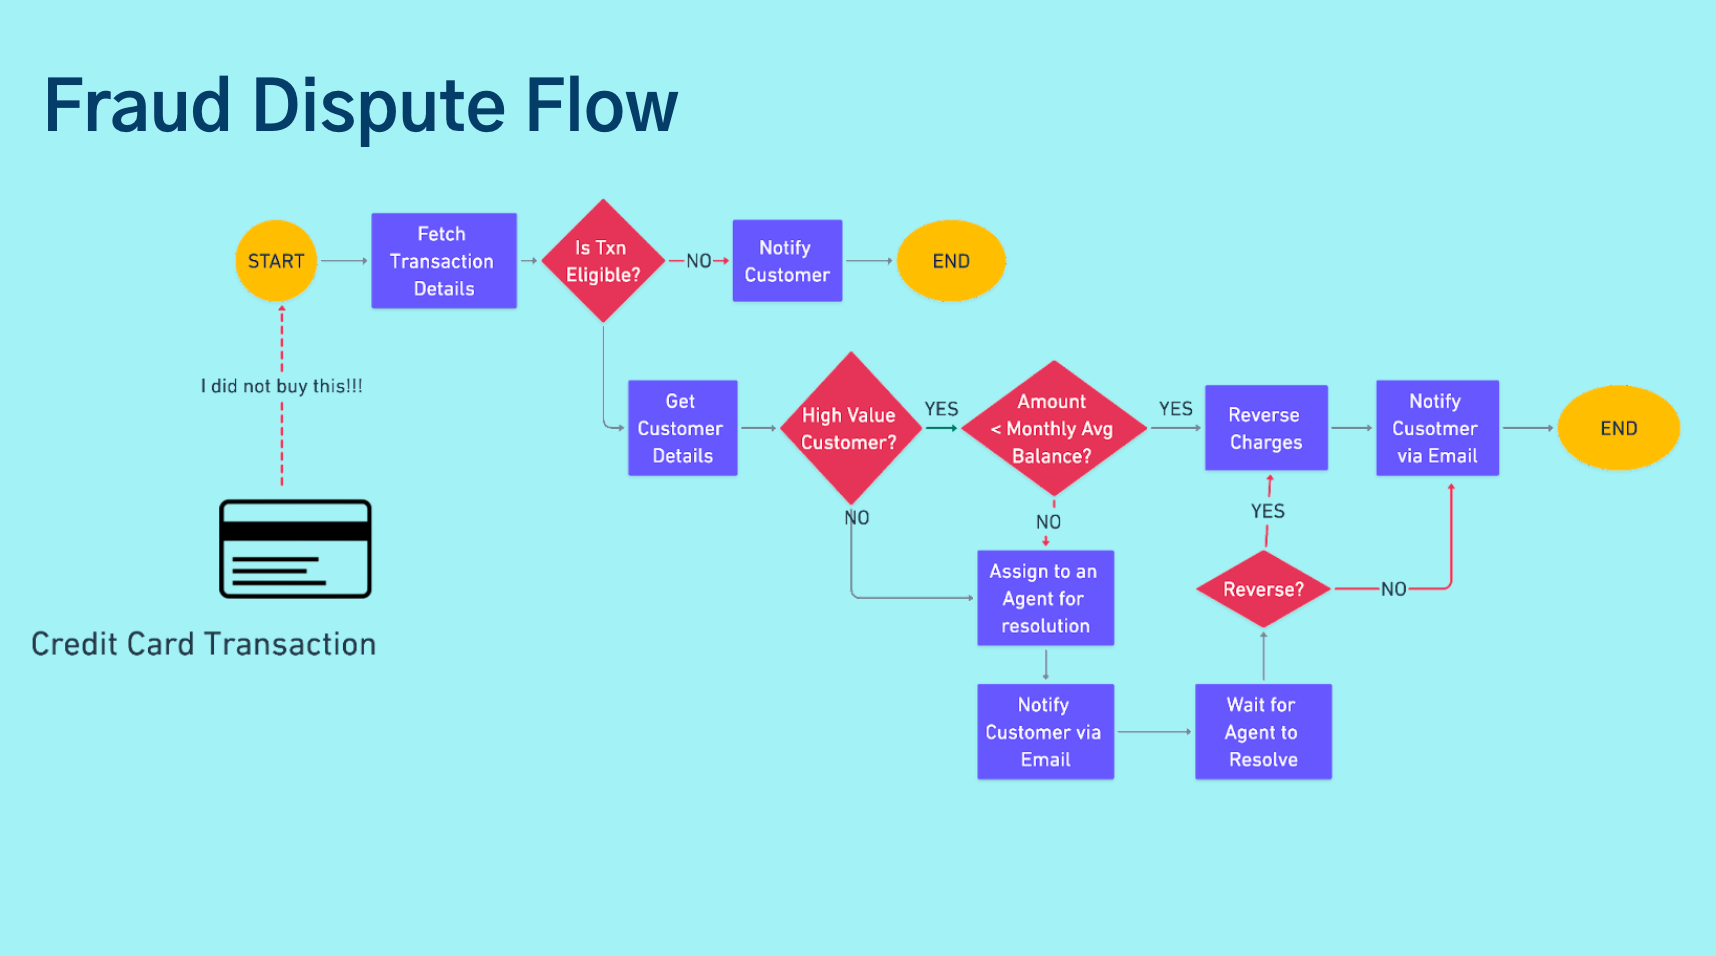 Fraud Dispute Flow
START
Fetch
Transaction
Details
Is Txn
Eligible?
NO
Notify
Customer
END
I did not buy this!!!
Credit Card Transaction
Get
Customer
Details
High Value
Customer?
YES
NO
Amount
< Monthly Avg
Balance?
YES
NO
Reverse
Charges
Notify
Cusotmer
via Email
END
Assign to an
Agent for
resolution
Notify
Customer via
Email
Wait for
Agent to
Resolve
Reverse?
YES
NO